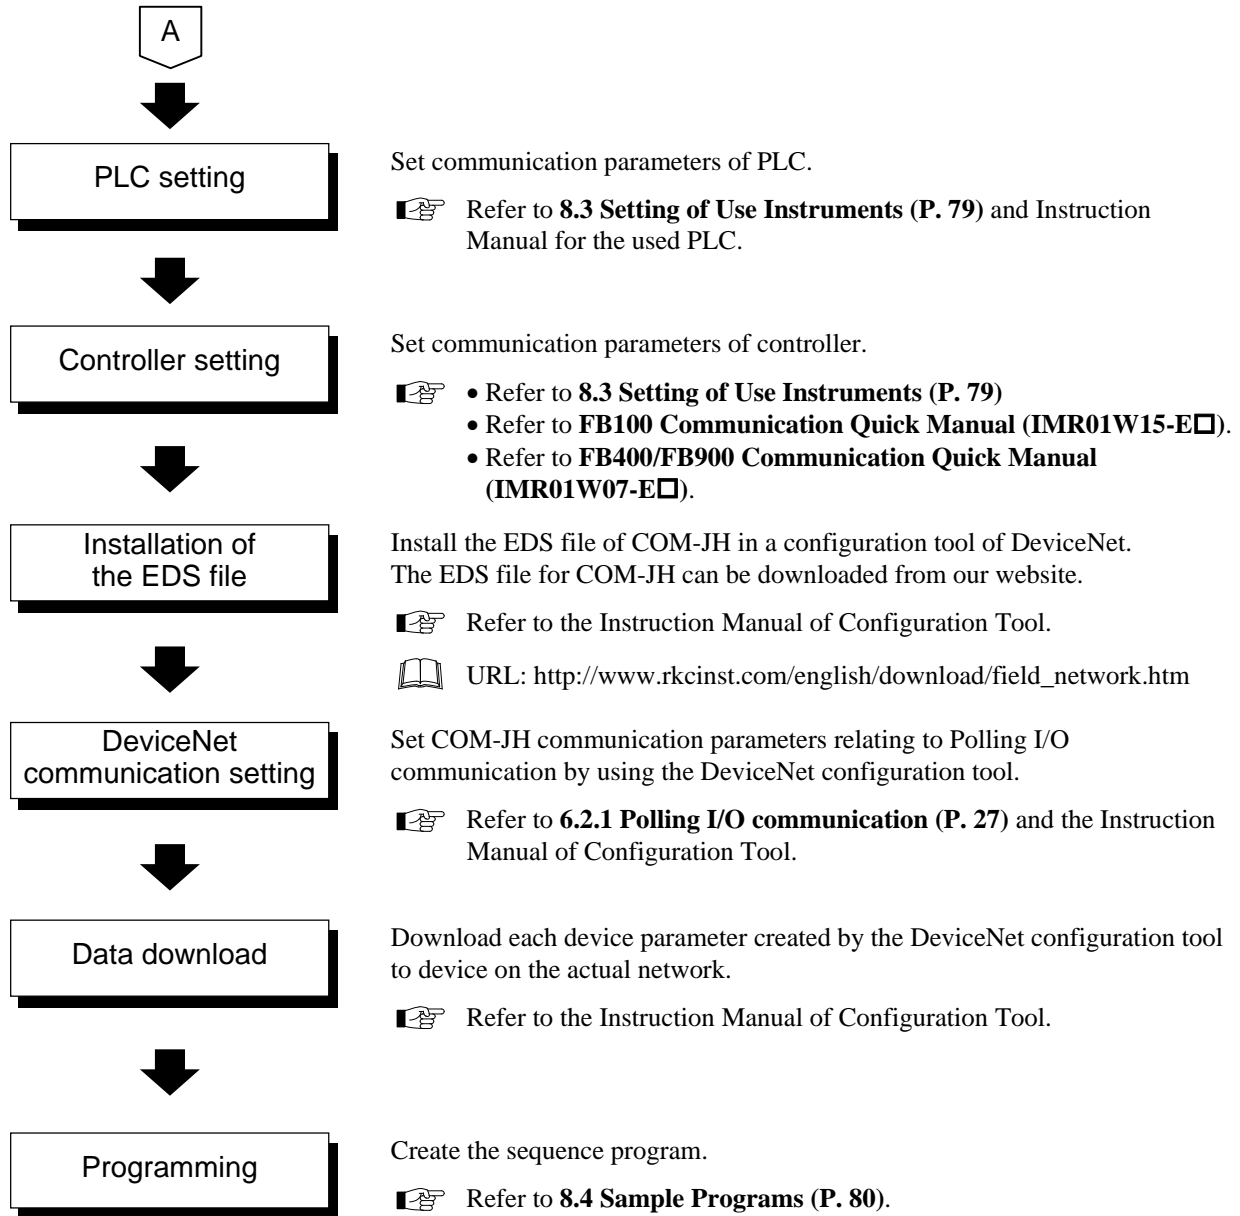 A
PLC setting
Set communication parameters of PLC.
Refer to 8.3 Setting of Use Instruments (P. 79) and Instruction
Manual for the used PLC.
Controller setting
Set communication parameters of controller.
• Refer to 8.3 Setting of Use Instruments (P. 79)
• Refer to FB100 Communication Quick Manual (IMR01W15-E□).
• Refer to FB400/FB900 Communication Quick Manual
(IMR01W07-E□).
Installation of
the EDS file
Install the EDS file of COM-JH in a configuration tool of DeviceNet.
The EDS file for COM-JH can be downloaded from our website.
Refer to the Instruction Manual of Configuration Tool.
URL: http://www.rkcinst.com/english/download/field_network.htm
DeviceNet
communication setting
Set COM-JH communication parameters relating to Polling I/O
communication by using the DeviceNet configuration tool.
Refer to 6.2.1 Polling I/O communication (P. 27) and the Instruction
Manual of Configuration Tool.
Data download
Download each device parameter created by the DeviceNet configuration tool
to device on the actual network.
Refer to the Instruction Manual of Configuration Tool.
Programming
Create the sequence program.
Refer to 8.4 Sample Programs (P. 80).